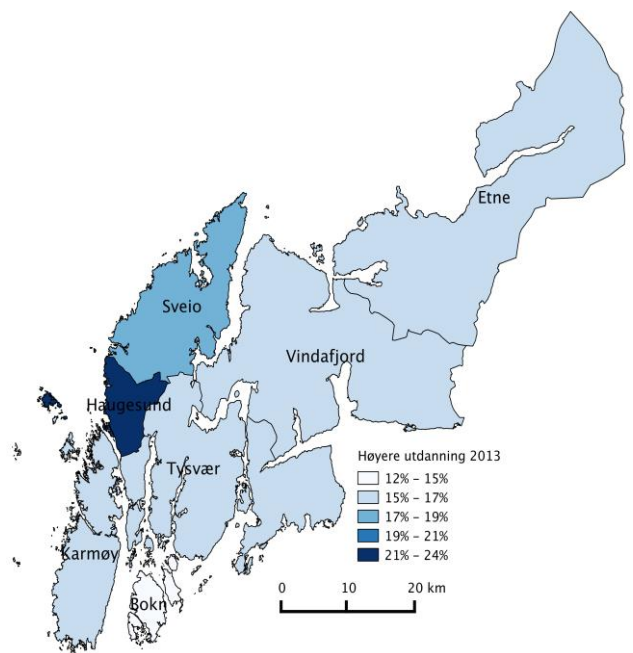 Etne
Sveio
Vindafjord
Haugesund
Tysvær
Karmøy
Bokn
Høyere utdanning 2013
12% - 15%
15% - 17%
17% - 19%
19% - 21%
21% - 24%
0 10 20 km